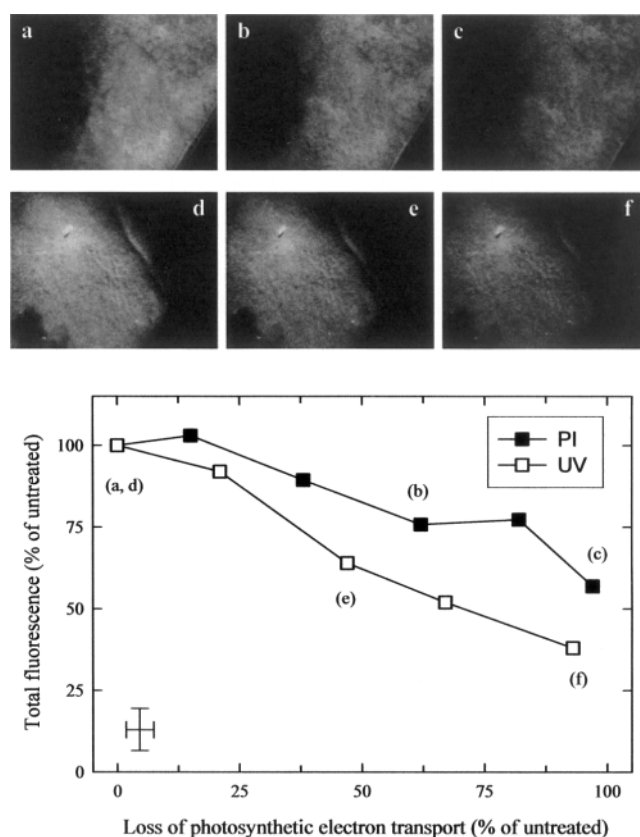 a
b
c
d
e
f
Total fluorescence (% of untreated)
100
75
50
25
0
(a, d)
(b)
(c)
(e)
(f)
PI
UV
0
25
50
75
100
Loss of photosynthetic electron transport (% of untreated)